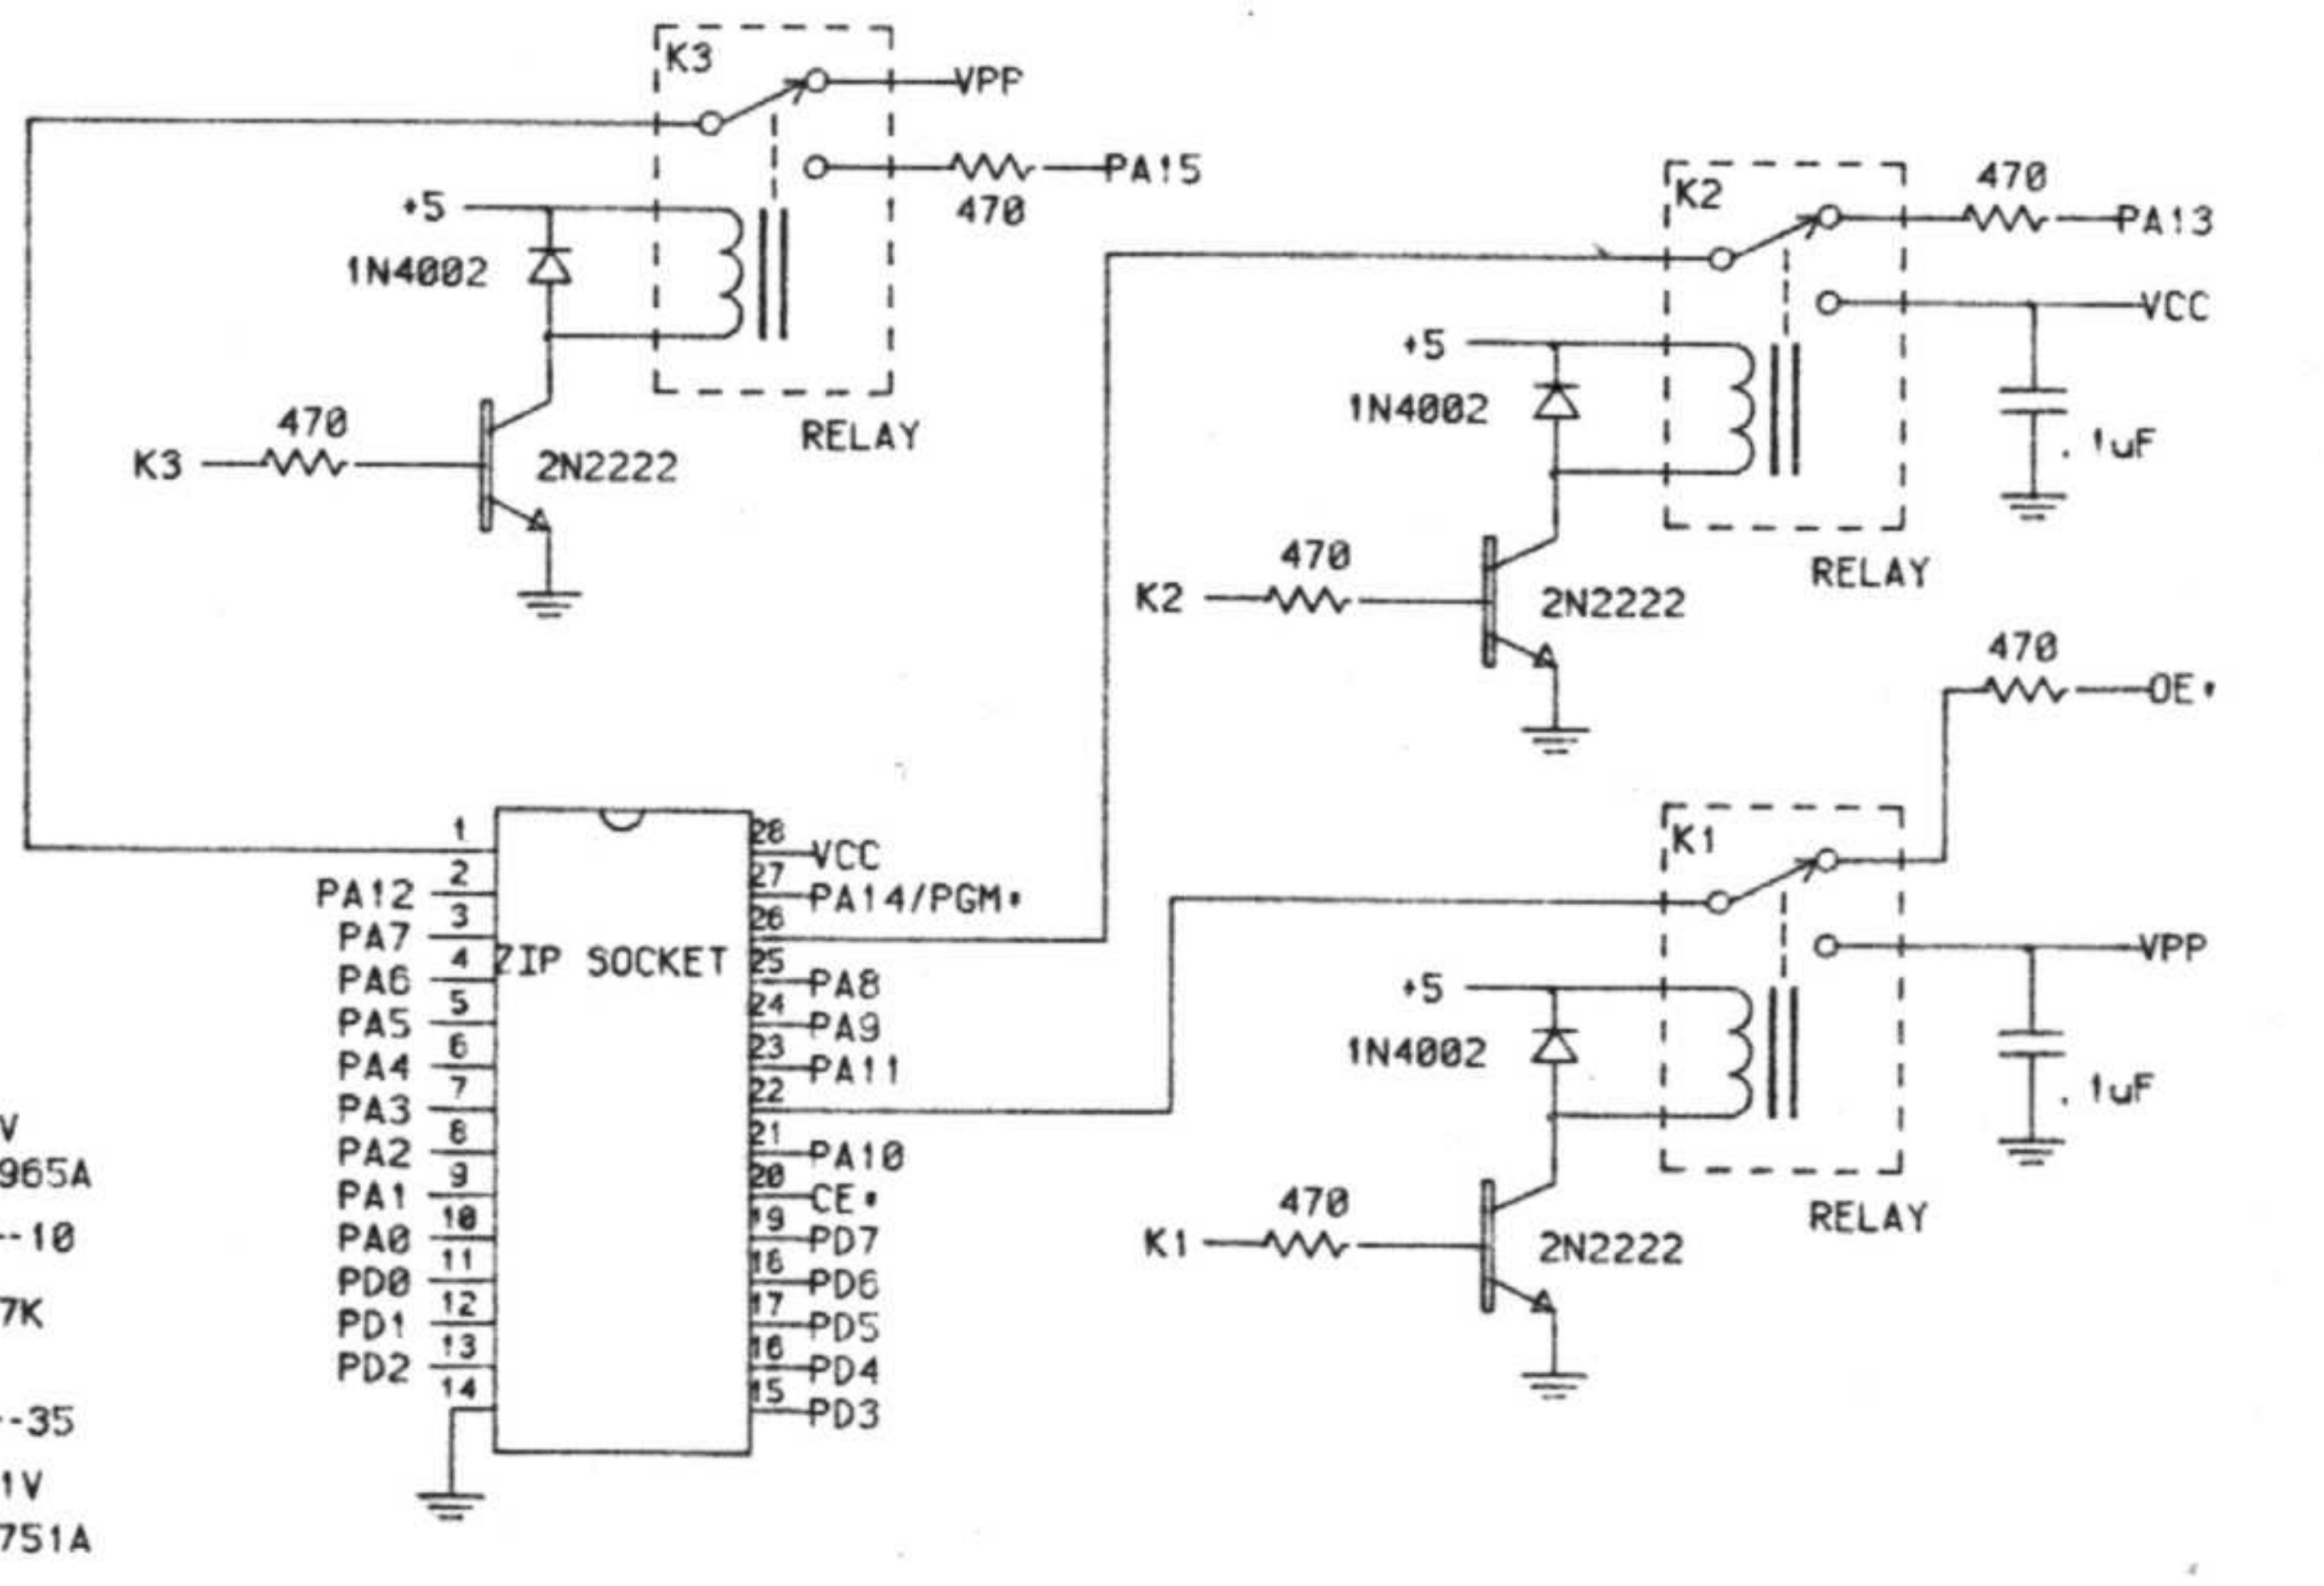 K3
VPP
PA15
470
+5
1N4002
RELAY
470
K3
2N2222
K2
470
PA13
VCC
+5
1N4002
.1uF
RELAY
470
K2
2N2222
470
OE*
K1
VPP
+5
1N4002
.1uF
RELAY
470
K1
2N2222
ZIP SOCKET
1
PA12 2
PA7 3
PA6 4
PA5 5
PA4 6
PA3 7
PA2 8
PA1 9
PA0 10
PD0 11
PD1 12
PD2 13
14
28 VCC
27 PA14/PGM*
26
25 PA8
24 PA9
23 PA11
22
21 PA10
20 CE*
19 PD7
18 PD6
17 PD5
16 PD4
15 PD3
V
965A
--10
7K
--35
1V
751A